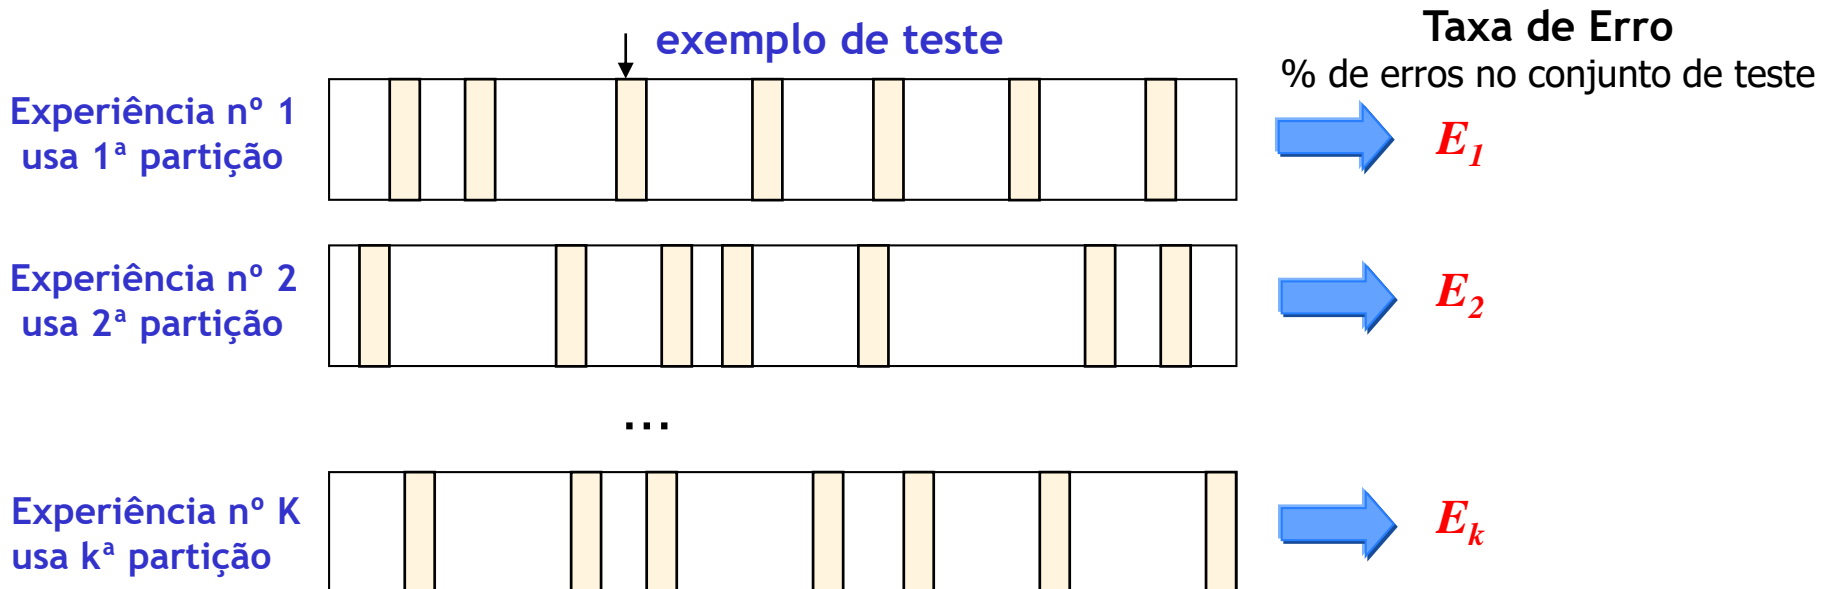 exemplo de teste
Taxa de Erro
% de erros no conjunto de teste
Experiência nº 1
usa 1ª partição
E1
Experiência nº 2
usa 2ª partição
E2
...
Experiência nº K
usa kª partição
Ek